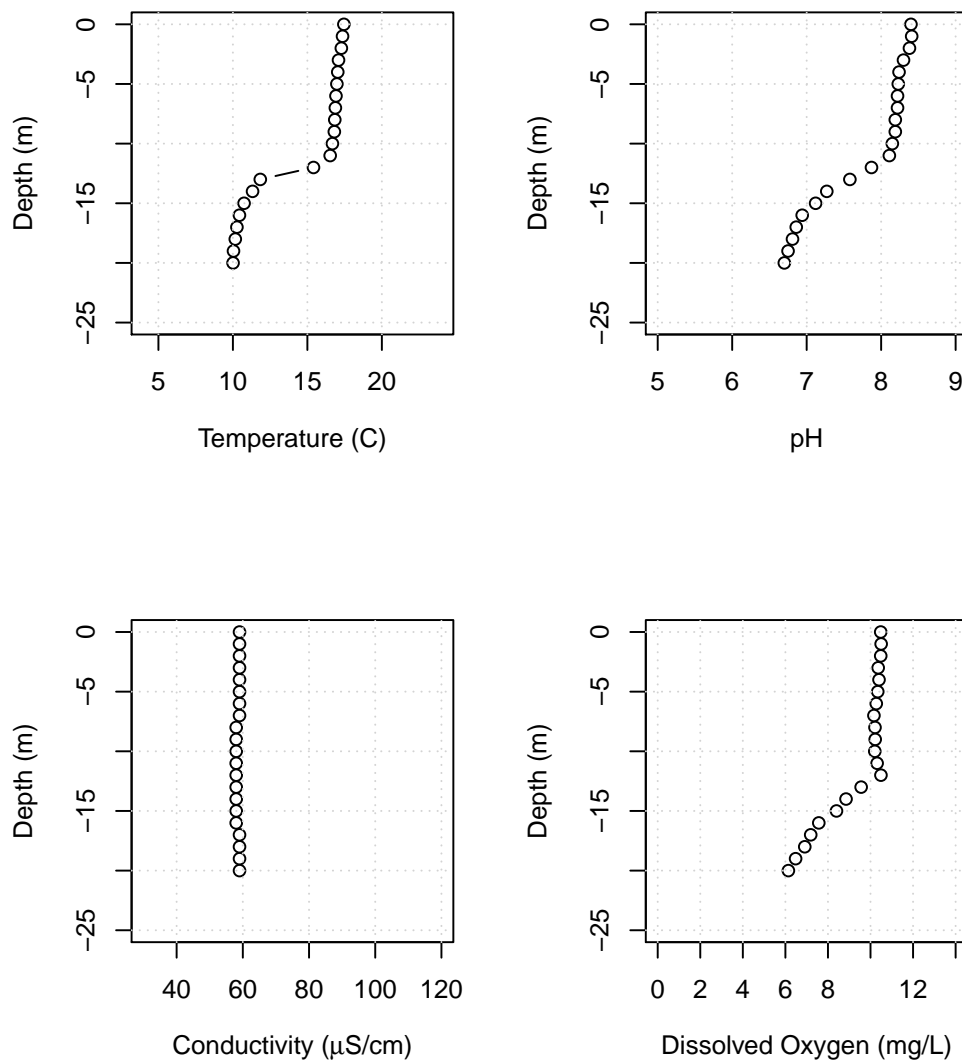 0
−5
−15
−25
Depth (m)
5 10 15 20
Temperature (C)
0
−5
−15
−25
Depth (m)
5 6 7 8 9
pH
0
−5
−15
−25
Depth (m)
40 60 80 100 120
Conductivity (μS/cm)
0
−5
−15
−25
Depth (m)
0 2 4 6 8 12
Dissolved Oxygen (mg/L)